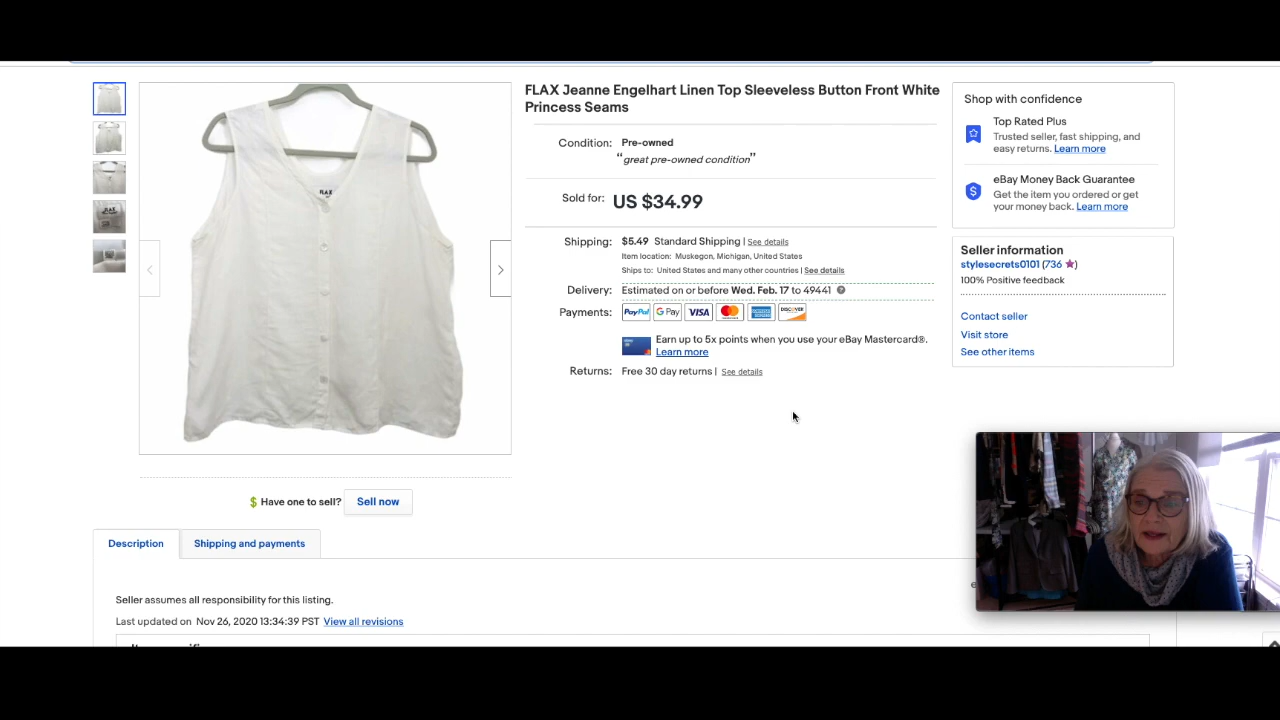 FLAX Jeanne Engelhart Linen Top Sleeveless Button Front White
Princess Seams
Condition: Pre-owned
“great pre-owned condition”
Sold for: US $34.99
Shipping: $5.49 Standard Shipping | See details
Item location: Muskegon, Michigan, United States
Ships to: United States and many other countries | See details
Delivery: Estimated on or before Wed. Feb. 17 to 49441
Payments: PayPal G Pay VISA DISCOVER
Earn up to 5x points when you use your eBay Mastercard®.
Learn more
Returns: Free 30 day returns | See details
Shop with confidence
Top Rated Plus
Trusted seller, fast shipping, and
easy returns. Learn more
eBay Money Back Guarantee
Get the item you ordered or get
your money back. Learn more
Seller information
stylesecrets0101 (736)
100% Positive feedback
Contact seller
Visit store
See other items
FLAX
Have one to sell? Sell now
Description
Shipping and payments
Seller assumes all responsibility for this listing.
Last updated on Nov 26, 2020 13:34:39 PST View all revisions